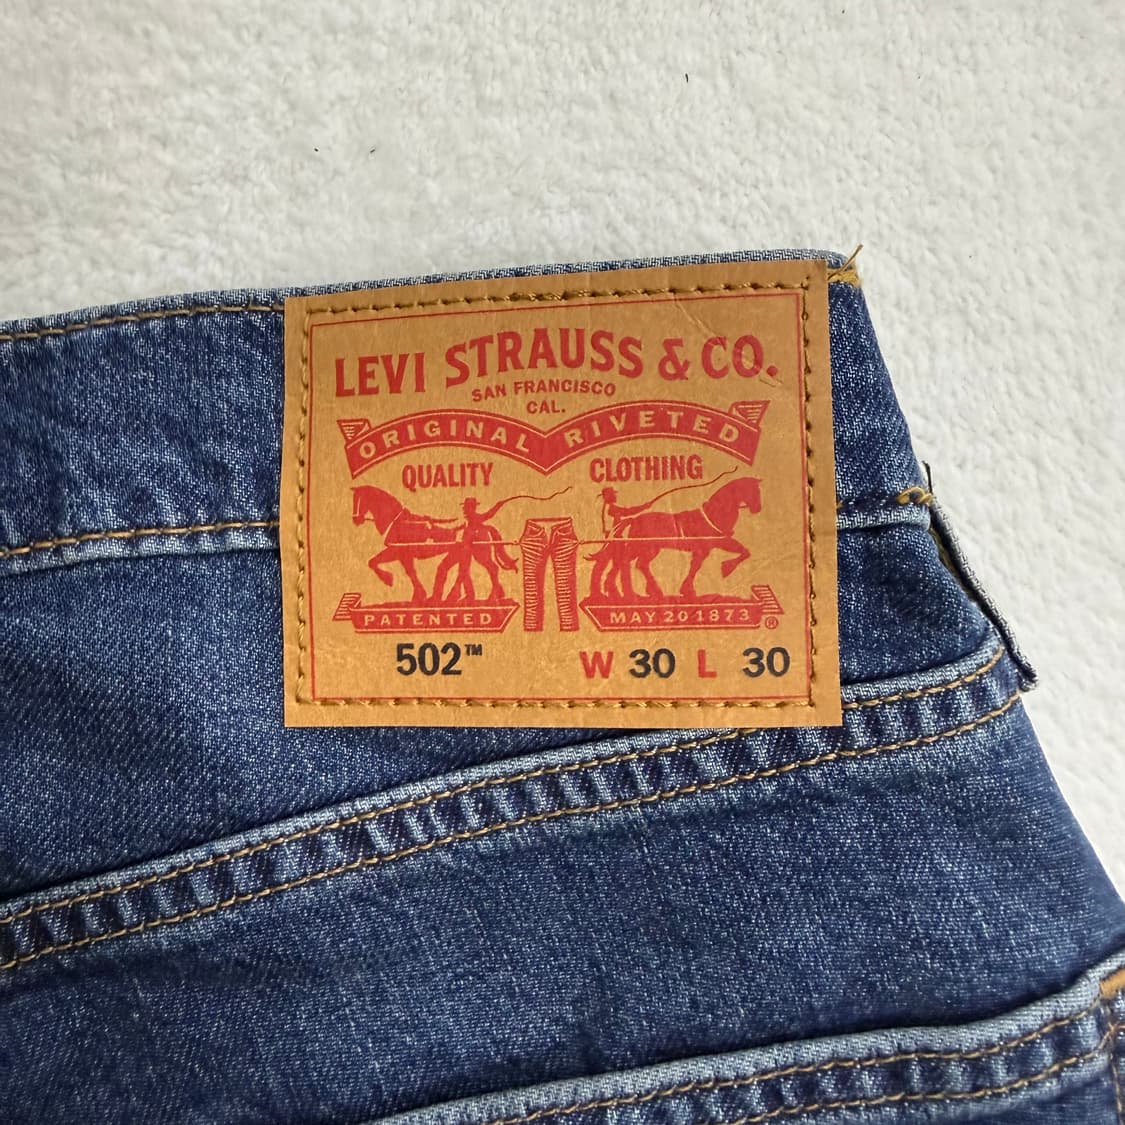 LEVI STRAUSS & CO.
SAN FRANCISCO
CAL.
ORIGINAL RIVETED
QUALITY CLOTHING
PATENTED MAY 20 1873 ®
502™ W 30 L 30